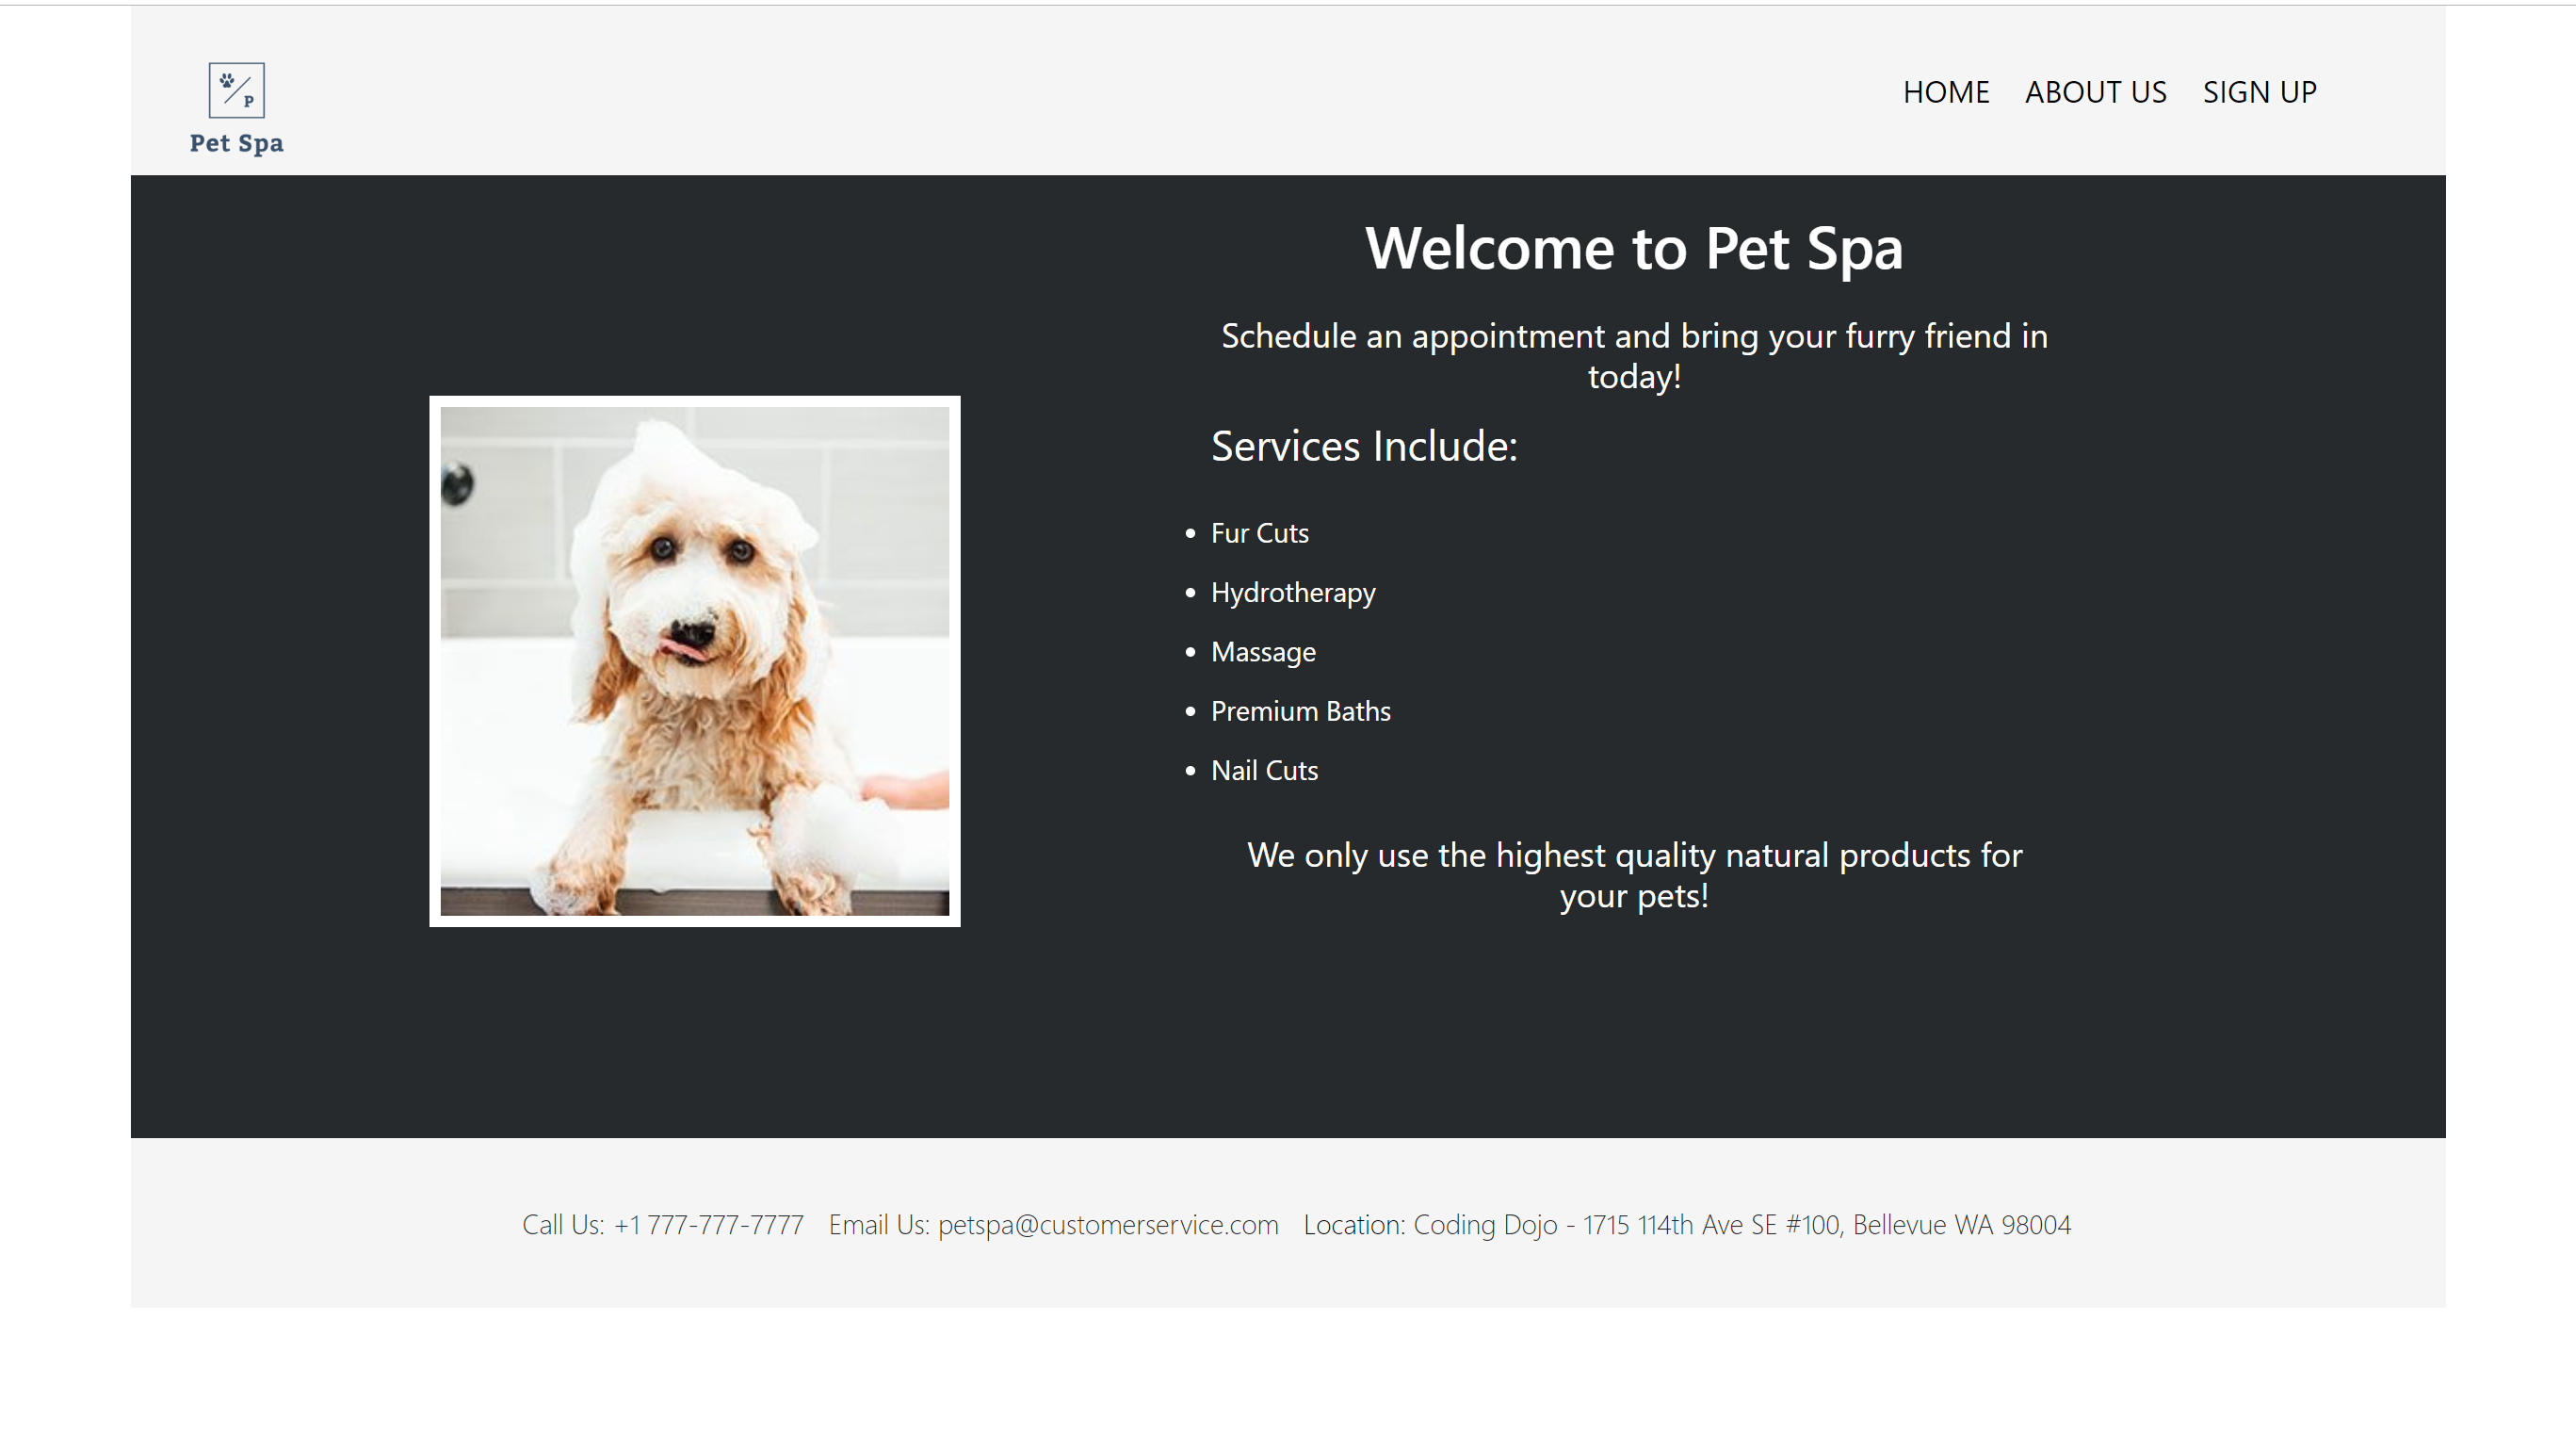 P
Pet Spa
HOME ABOUT US SIGN UP
Welcome to Pet Spa
Schedule an appointment and bring your furry friend in
today!
Services Include:
Fur Cuts
Hydrotherapy
Massage
Premium Baths
Nail Cuts
We only use the highest quality natural products for
your pets!
Call Us: +1 777-777-7777 Email Us: petspa@customerservice.com Location: Coding Dojo - 1715 114th Ave SE #100, Bellevue WA 98004